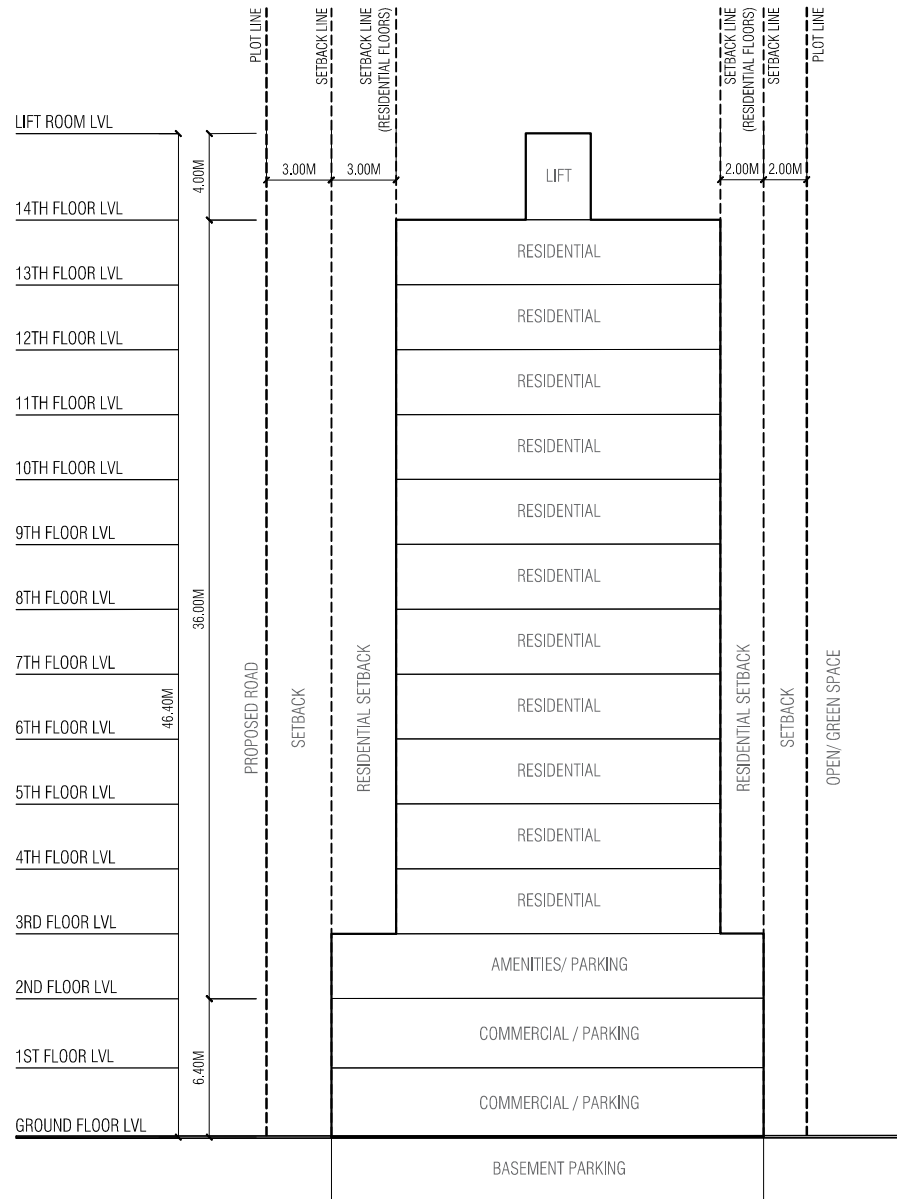 PLOT LINE
SETBACK LINE
SETBACK LINE
(RESIDENTIAL FLOORS)
SETBACK LINE
(RESIDENTIAL FLOORS)
SETBACK LINE
PLOT LINE
LIFT ROOM LVL
4.00M
3.00M
3.00M
LIFT
2.00M
2.00M
14TH FLOOR LVL
RESIDENTIAL
13TH FLOOR LVL
RESIDENTIAL
12TH FLOOR LVL
RESIDENTIAL
11TH FLOOR LVL
RESIDENTIAL
10TH FLOOR LVL
RESIDENTIAL
9TH FLOOR LVL
RESIDENTIAL
8TH FLOOR LVL
RESIDENTIAL
36.00M
7TH FLOOR LVL
RESIDENTIAL
46.40M
PROPOSED ROAD
SETBACK
RESIDENTIAL SETBACK
RESIDENTIAL SETBACK
SETBACK
OPEN/ GREEN SPACE
6TH FLOOR LVL
RESIDENTIAL
5TH FLOOR LVL
RESIDENTIAL
4TH FLOOR LVL
RESIDENTIAL
3RD FLOOR LVL
AMENITIES/ PARKING
2ND FLOOR LVL
COMMERCIAL / PARKING
1ST FLOOR LVL
6.40M
COMMERCIAL / PARKING
GROUND FLOOR LVL
BASEMENT PARKING